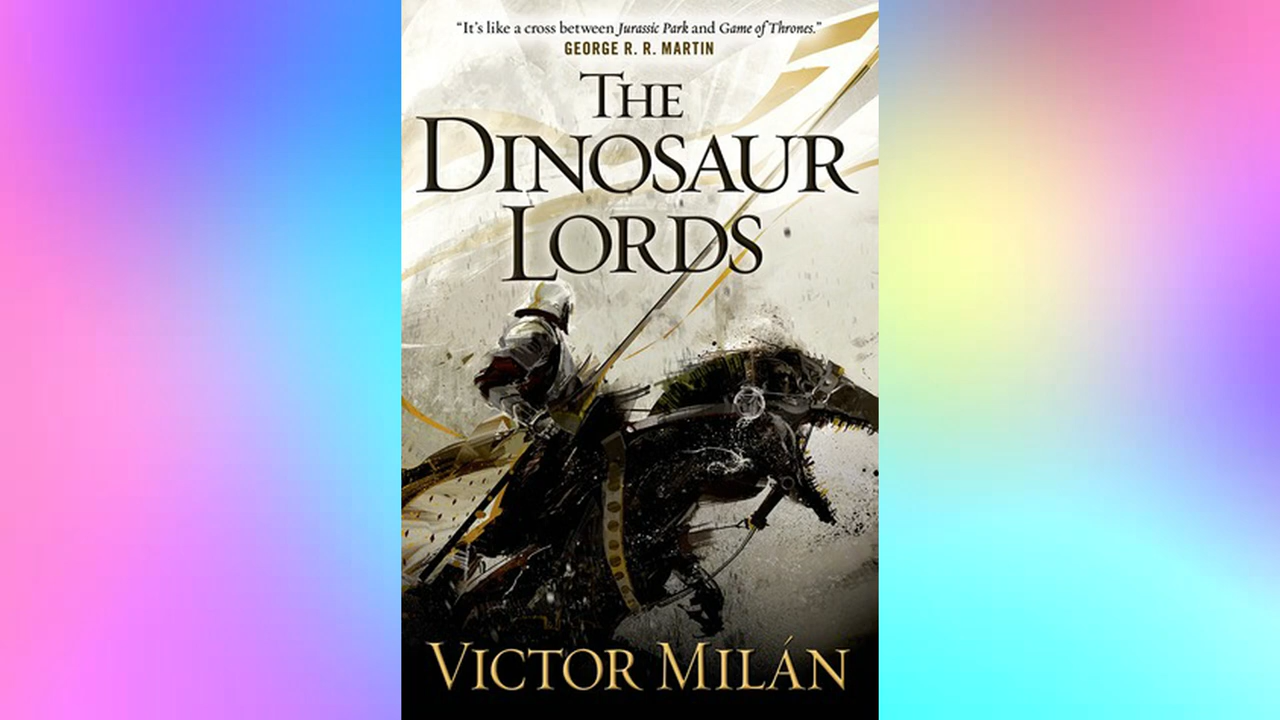 “It’s like a cross between Jurassic Park and Game of Thrones.”
GEORGE R. R. MARTIN
THE
DINOSAUR
LORDS
VICTOR MILÁN